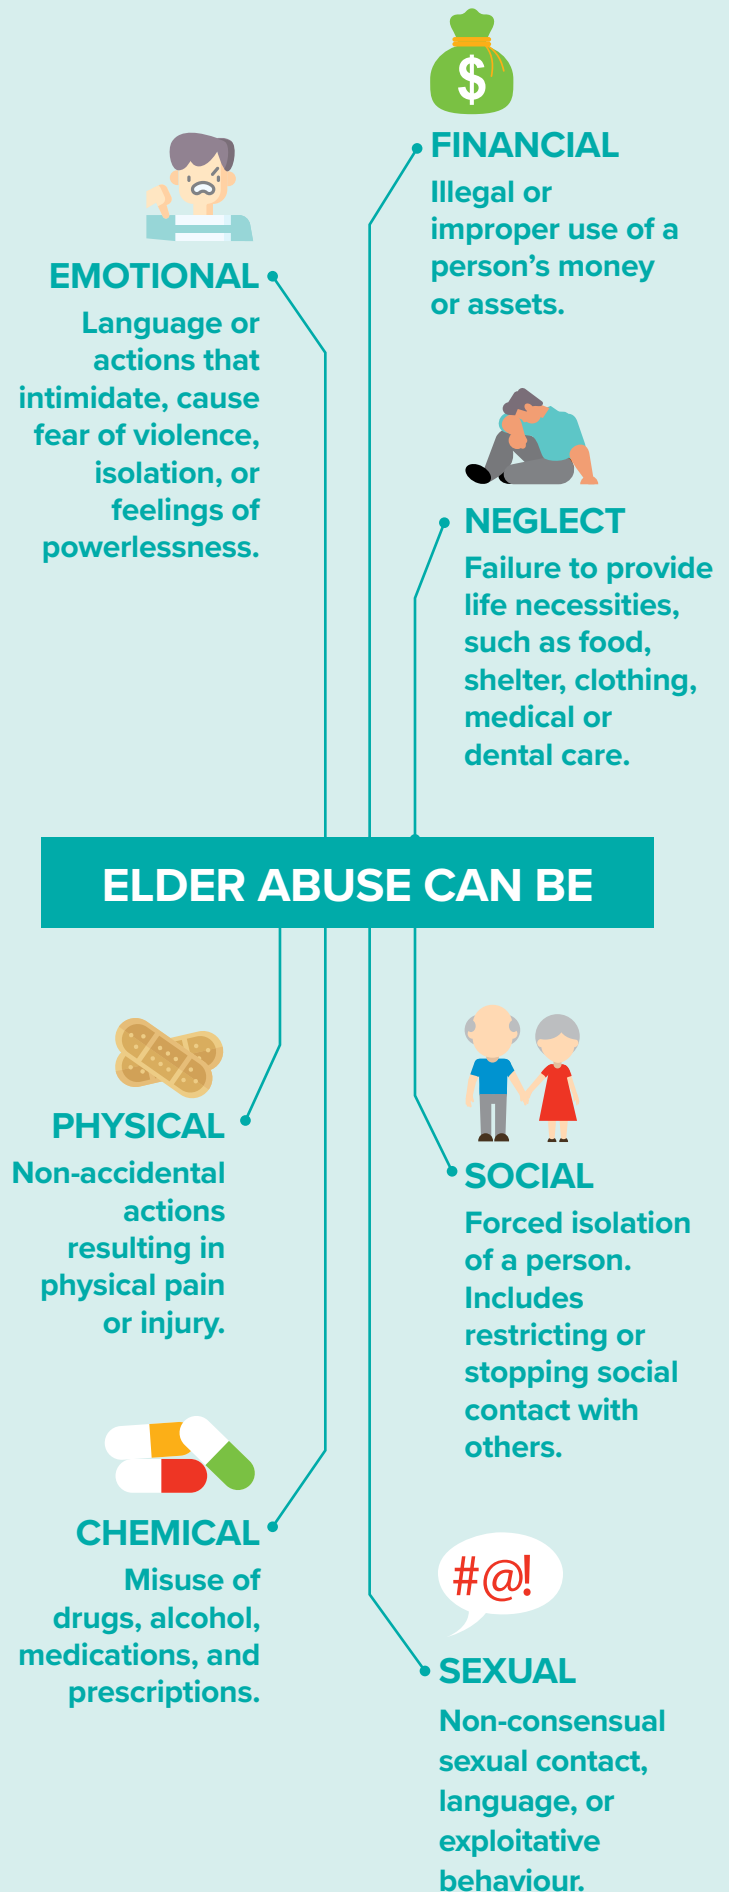 $
FINANCIAL
Illegal or
improper use of a
person’s money
or assets.
EMOTIONAL
Language or
actions that
intimidate, cause
fear of violence,
isolation, or
feelings of
powerlessness.
NEGLECT
Failure to provide
life necessities,
such as food,
shelter, clothing,
medical or
dental care.
ELDER ABUSE CAN BE
PHYSICAL
Non-accidental
actions
resulting in
physical pain
or injury.
SOCIAL
Forced isolation
of a person.
Includes
restricting or
stopping social
contact with
others.
CHEMICAL
Misuse of
drugs, alcohol,
medications, and
prescriptions.
#@!
SEXUAL
Non-consensual
sexual contact,
language, or
exploitative
behaviour.